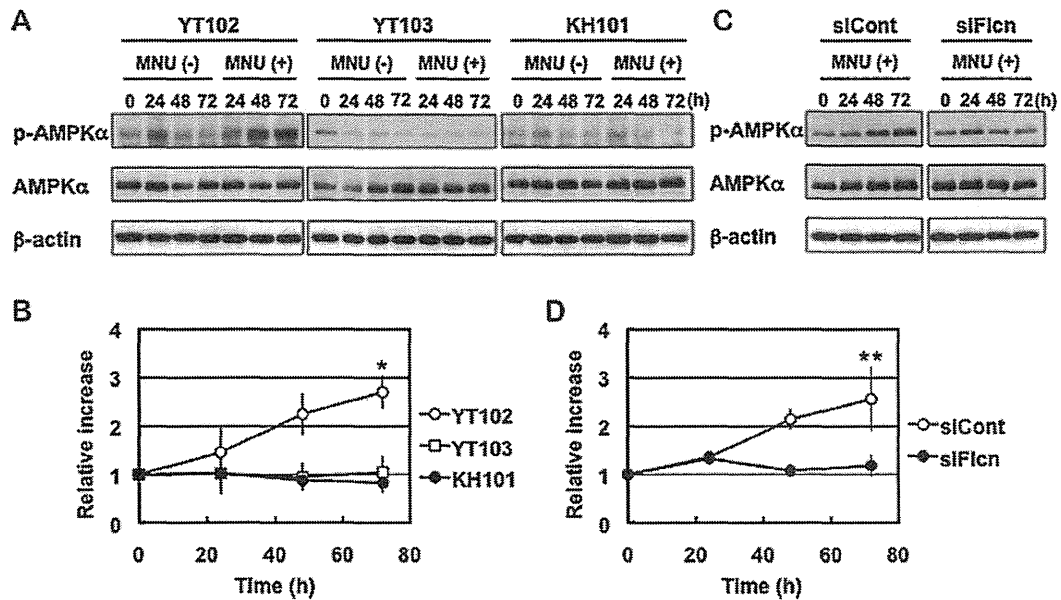 A
YT102 YT103 KH101
MNU (-) MNU (+) MNU (-) MNU (+) MNU (-) MNU (+)
0 24 48 72 24 48 72 0 24 48 72 24 48 72 0 24 48 72 24 48 72(h)
p-AMPKα
AMPKα
β-actin
C
siCont siFlcn
MNU (+) MNU (+)
0 24 48 72 0 24 48 72(h)
p-AMPKα
AMPKα
β-actin
B
Relative increase
4
3
2
1
0
*
0 20 40 60 80
Time (h)
YT102
YT103
KH101
D
Relative increase
4
3
2
1
0
**
0 20 40 60 80
Time (h)
siCont
siFlcn